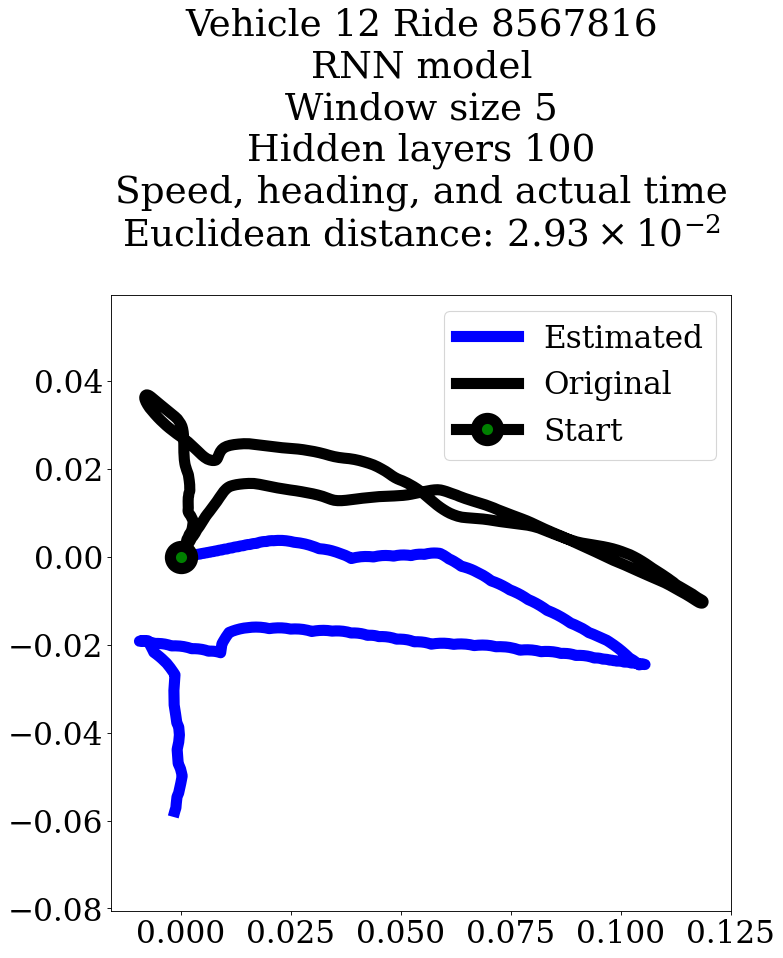 Vehicle 12 Ride 8567816
RNN model
Window size 5
Hidden layers 100
Speed, heading, and actual time
Euclidean distance: 2.93 × 10⁻²
Estimated
Original
Start
0.04
0.02
0.00
−0.02
−0.04
−0.06
−0.08
0.000 0.025 0.050 0.075 0.100 0.125